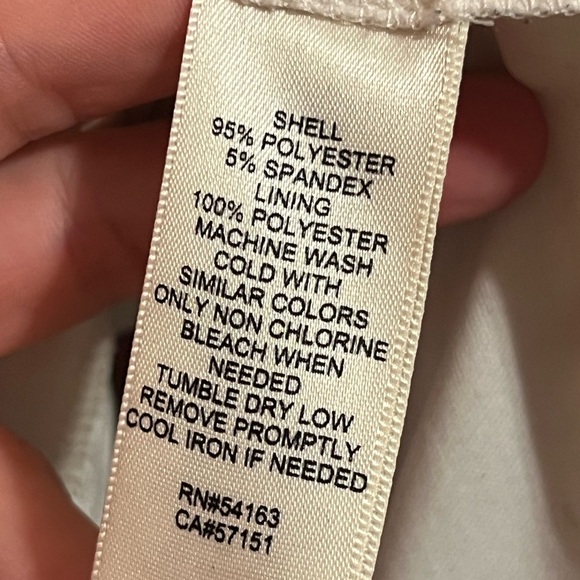 SHELL
95% POLYESTER
5% SPANDEX
LINING
100% POLYESTER
MACHINE WASH
COLD WITH
SIMILAR COLORS
ONLY NON CHLORINE
BLEACH WHEN
NEEDED
TUMBLE DRY LOW
REMOVE PROMPTLY
COOL IRON IF NEEDED
RN#54163
CA#57151